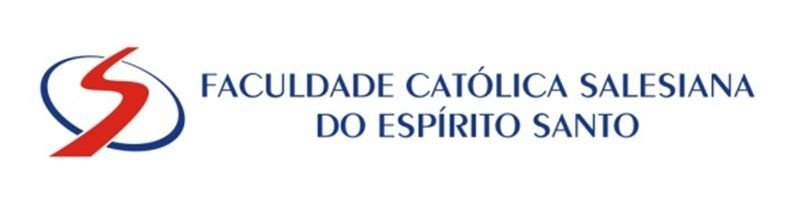 FACULDADE CATÓLICA SALESIANA
DO ESPÍRITO SANTO